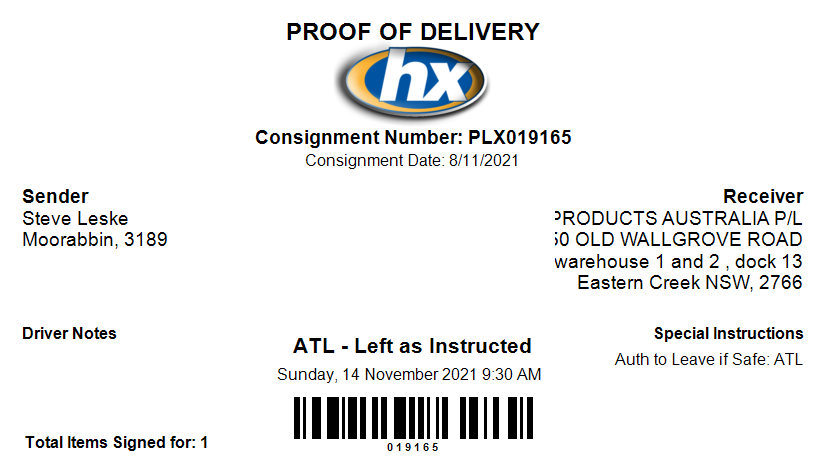 PROOF OF DELIVERY
hx
Consignment Number: PLX019165
Consignment Date: 8/11/2021
Sender
Steve Leske
Moorabbin, 3189
Receiver
PRODUCTS AUSTRALIA P/L
50 OLD WALLGROVE ROAD
warehouse 1 and 2 , dock 13
Eastern Creek NSW, 2766
Driver Notes
ATL - Left as Instructed
Sunday, 14 November 2021 9:30 AM
Special Instructions
Auth to Leave if Safe: ATL
019165
Total Items Signed for: 1